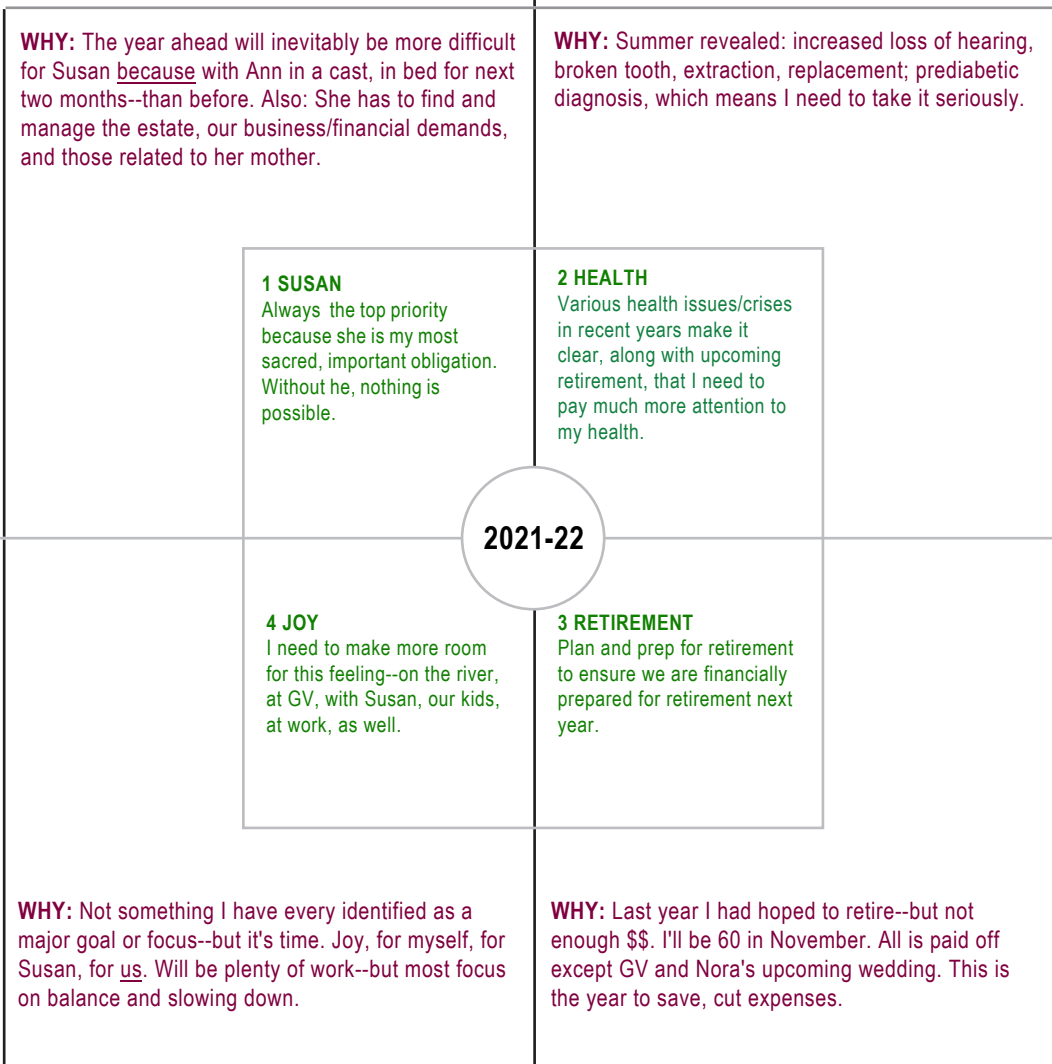 WHY: The year ahead will inevitably be more difficult
for Susan because with Ann in a cast, in bed for next
two months--than before. Also: She has to find and
manage the estate, our business/financial demands,
and those related to her mother.
WHY: Summer revealed: increased loss of hearing,
broken tooth, extraction, replacement; prediabetic
diagnosis, which means I need to take it seriously.
1 SUSAN
Always the top priority
because she is my most
sacred, important obligation.
Without he, nothing is
possible.
2 HEALTH
Various health issues/crises
in recent years make it
clear, along with upcoming
retirement, that I need to
pay much more attention to
my health.
2021-22
4 JOY
I need to make more room
for this feeling--on the river,
at GV, with Susan, our kids,
at work, as well.
3 RETIREMENT
Plan and prep for retirement
to ensure we are financially
prepared for retirement next
year.
WHY: Not something I have every identified as a
major goal or focus--but it's time. Joy, for myself, for
Susan, for us. Will be plenty of work--but most focus
on balance and slowing down.
WHY: Last year I had hoped to retire--but not
enough $$. I'll be 60 in November. All is paid off
except GV and Nora's upcoming wedding. This is
the year to save, cut expenses.